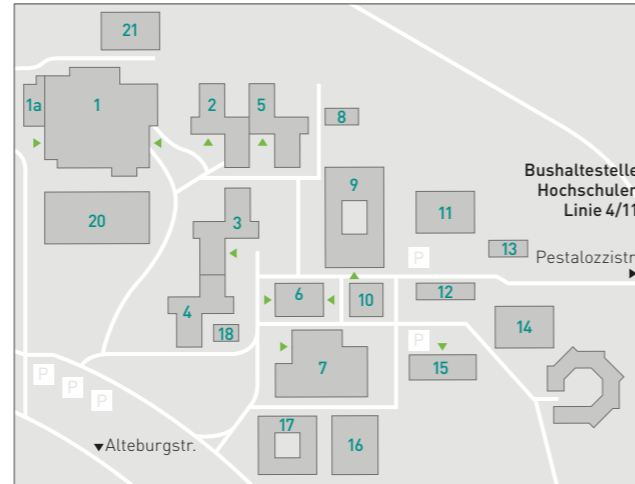 21
1a
1
2
5
8
9
11
Bushaltestelle
Hochschulen
Linie 4/11
20
3
13
P
Pestalozzistr.
6
10
12
4
18
14
P
7
15
P
P
P
17
16
Alteburgstr.